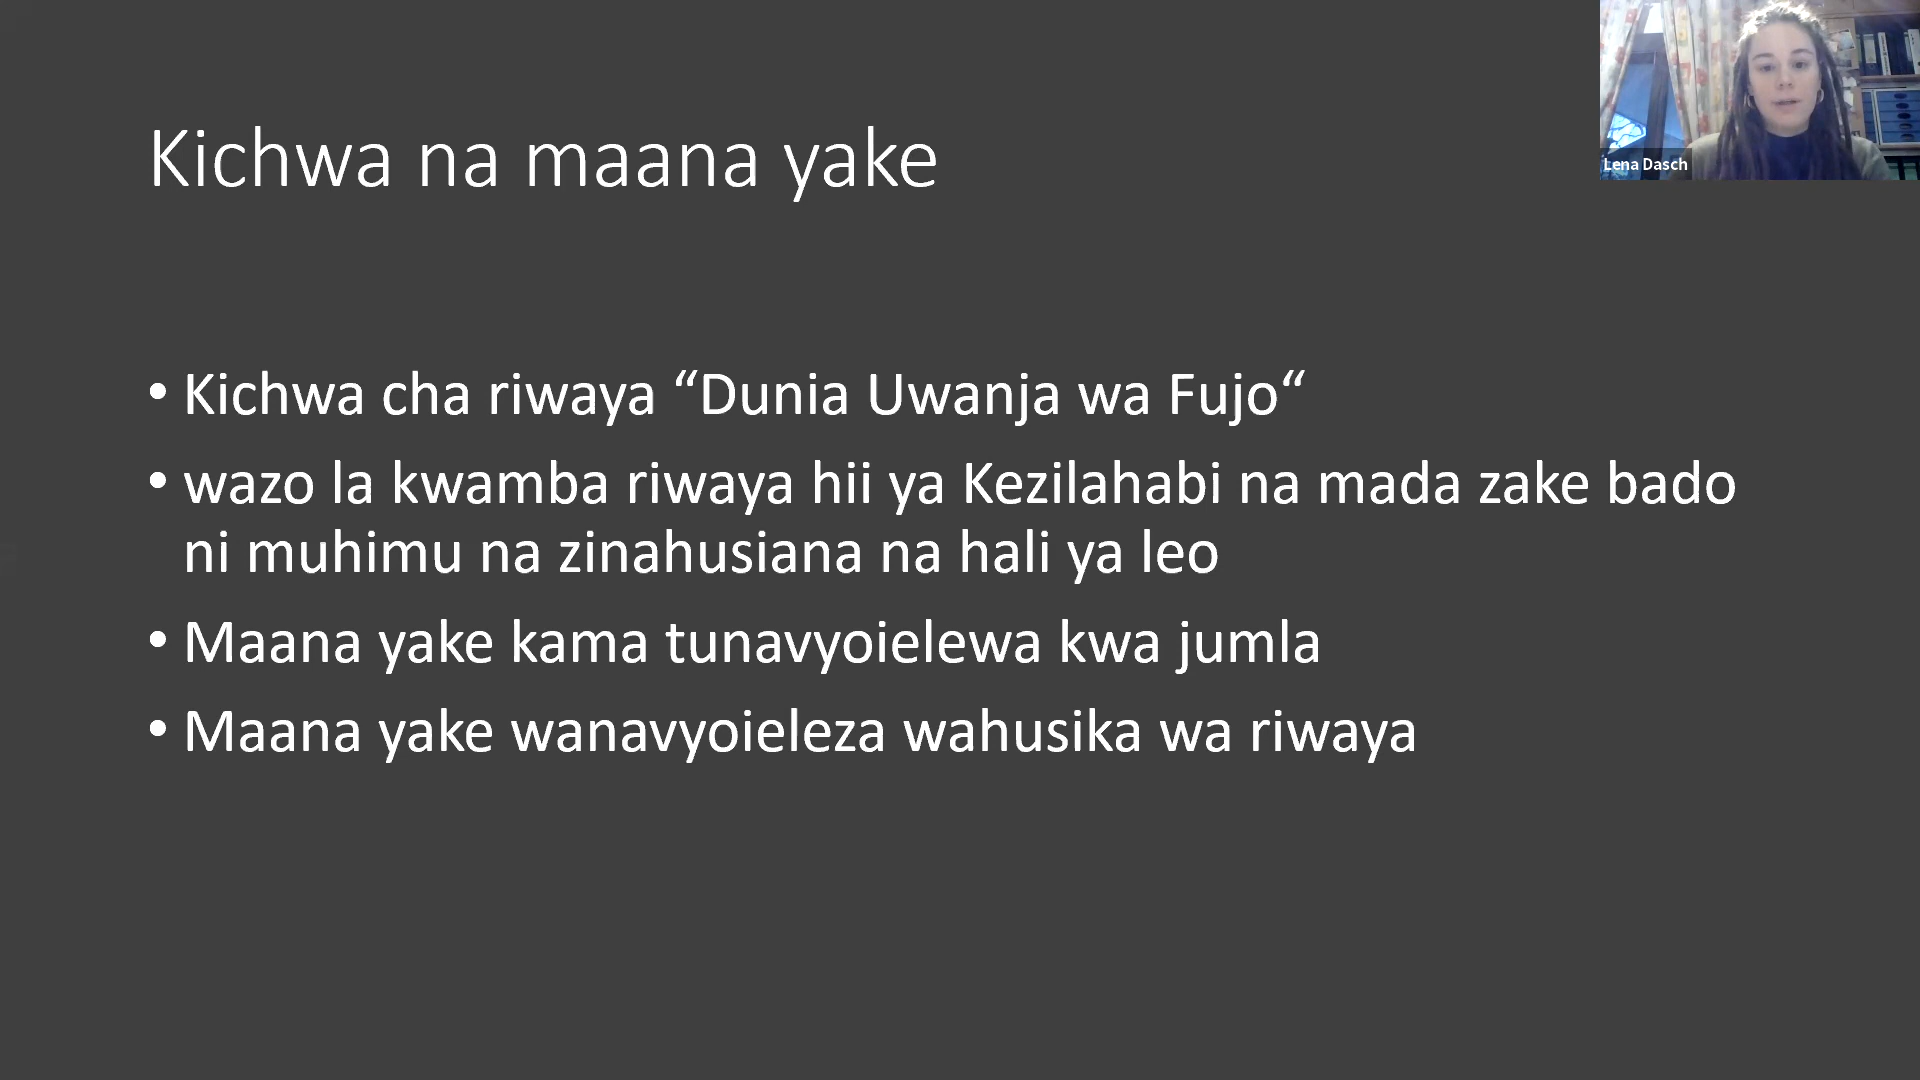 Kichwa na maana yake
Lena Dasch
• Kichwa cha riwaya “Dunia Uwanja wa Fujo“
• wazo la kwamba riwaya hii ya Kezilahabi na mada zake bado
ni muhimu na zinahusiana na hali ya leo
• Maana yake kama tunavyoielewa kwa jumla
• Maana yake wanavyoieleza wahusika wa riwaya